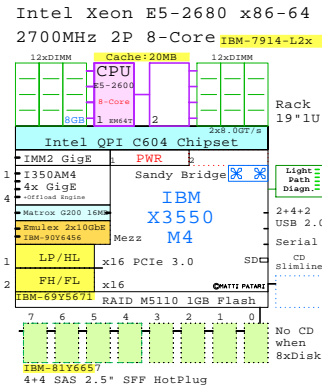 Intel Xeon E5-2680 x86-64
2700MHz 2P 8-Core IBM-7914-L2x
12xDIMM Cache:20MB 12xDIMM
CPU
E5-2600
8-Core
8GB 1 EM64T 2
Rack
19"1U
2x8.0GT/s
Intel QPI C604 Chipset
IMM2 GigE 1 PWR 2
1 I350AM4 Sandy Bridge
4x GigE
4 +Offload Engine
Light
Path
Diagn.
Matrox G200 16MB
Emulex 2x10GbE
IBM-90Y6456 Mezz
IBM
X3550
M4
2+4+2
USB 2.0
Serial
1 LP/HL x16 PCIe 3.0 SD
CD
Slimline
2 FH/FL x16 ©MATTI PATARI
IBM-69Y5671 RAID M5110 1GB Flash
7 6 5 4 3 2 1 0
No CD
when
8xDisk
IBM-81Y6657
4+4 SAS 2.5" SFF HotPlug